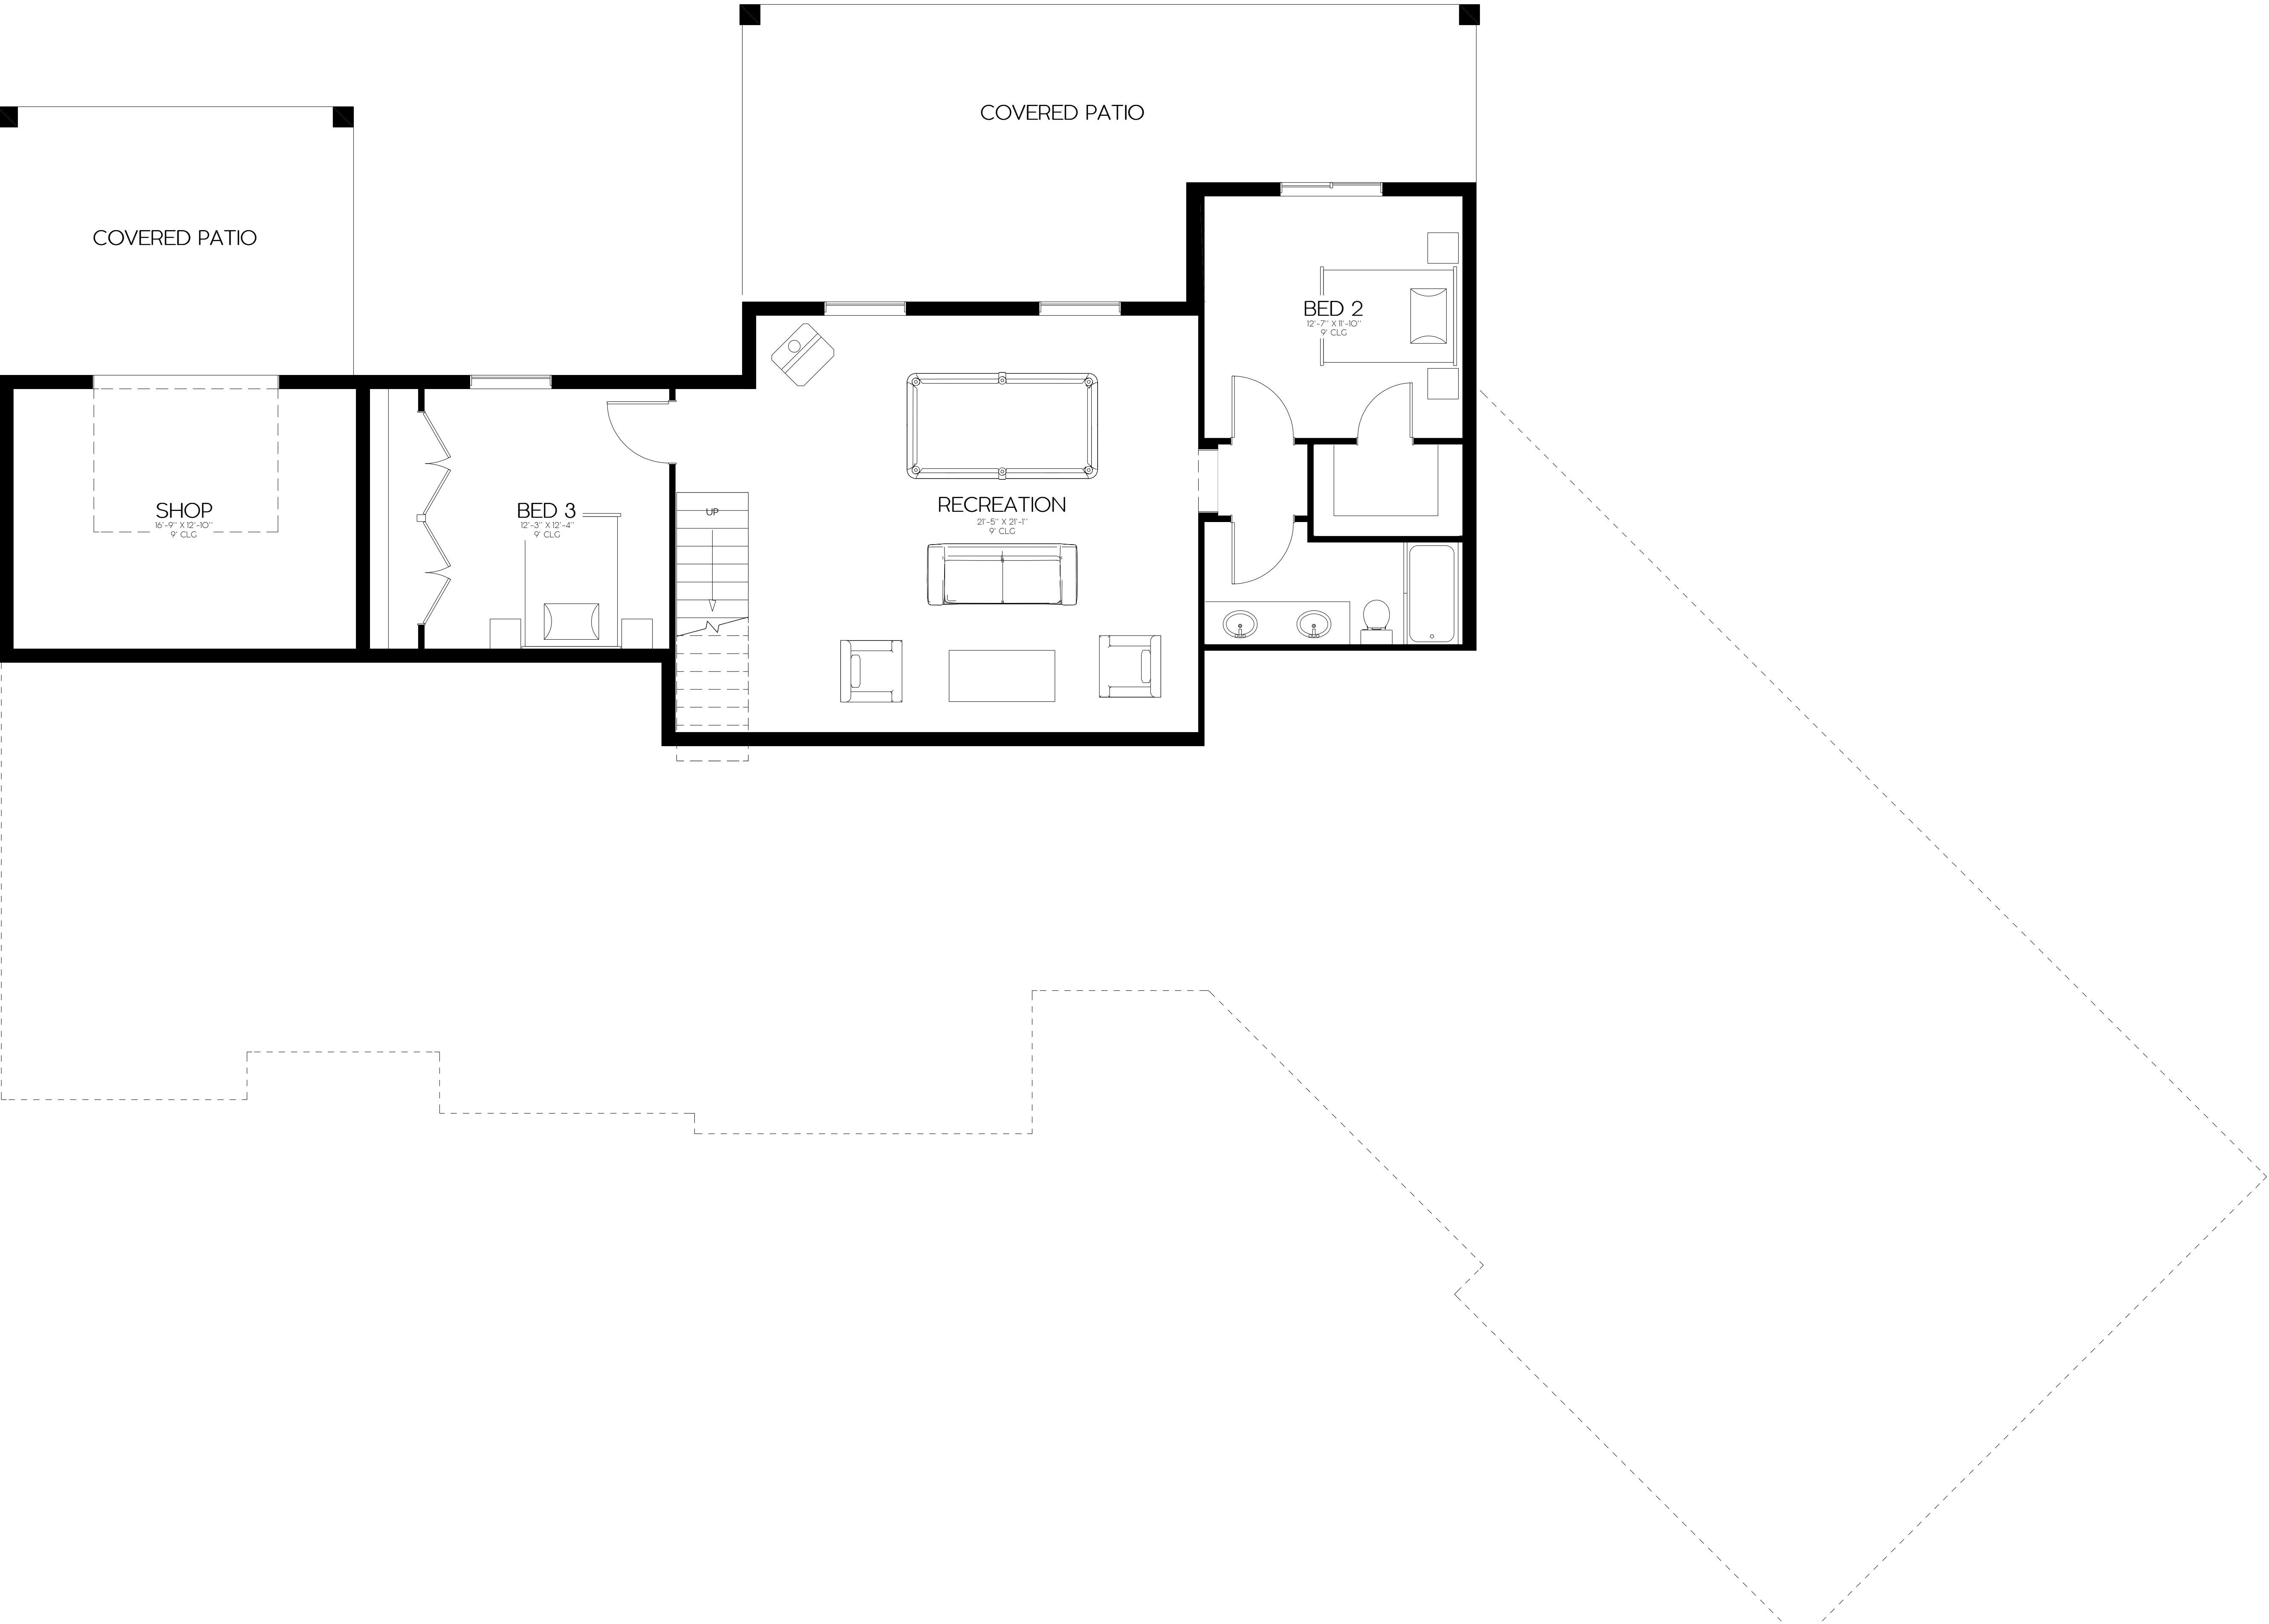 COVERED PATIO
COVERED PATIO
BED 2
12'-7" X 11'-10"
9' CLG
SHOP
16'-9" X 12'-10"
9' CLG
BED 3
12'-3" X 12'-4"
9' CLG
UP
RECREATION
21'-5" X 21'-1"
9' CLG